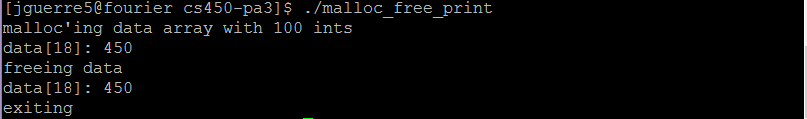 [jguerre5@fourier cs450-pa3]$ ./malloc_free_print
malloc'ing data array with 100 ints
data[18]: 450
freeing data
data[18]: 450
exiting